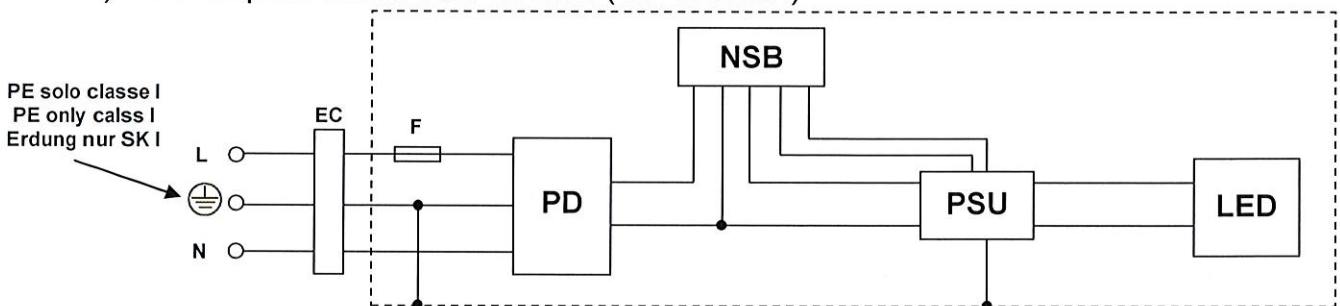 PE solo classe I
PE only calss I
Erdung nur SK I
EC
F
L
N
NSB
PD
PSU
LED